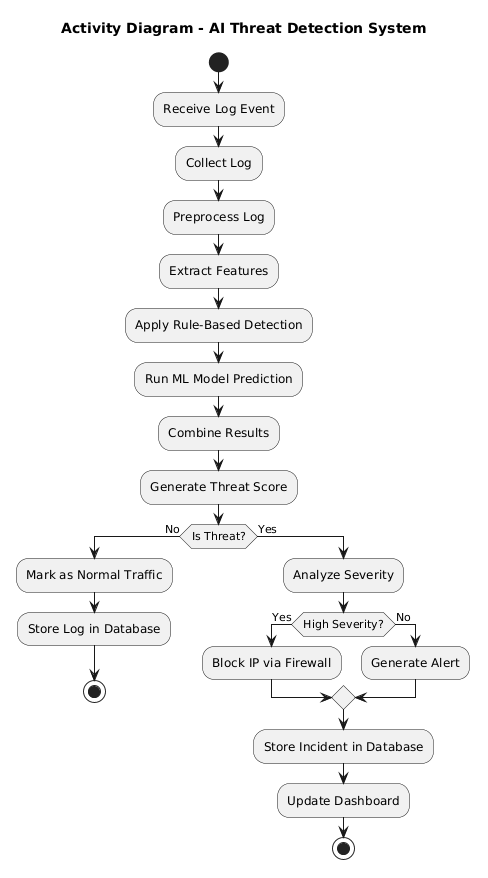 Activity Diagram - AI Threat Detection System
Receive Log Event
Collect Log
Preprocess Log
Extract Features
Apply Rule-Based Detection
Run ML Model Prediction
Combine Results
Generate Threat Score
No
Is Threat?
Yes
Mark as Normal Traffic
Analyze Severity
Store Log in Database
Yes
High Severity?
No
Block IP via Firewall
Generate Alert
Store Incident in Database
Update Dashboard